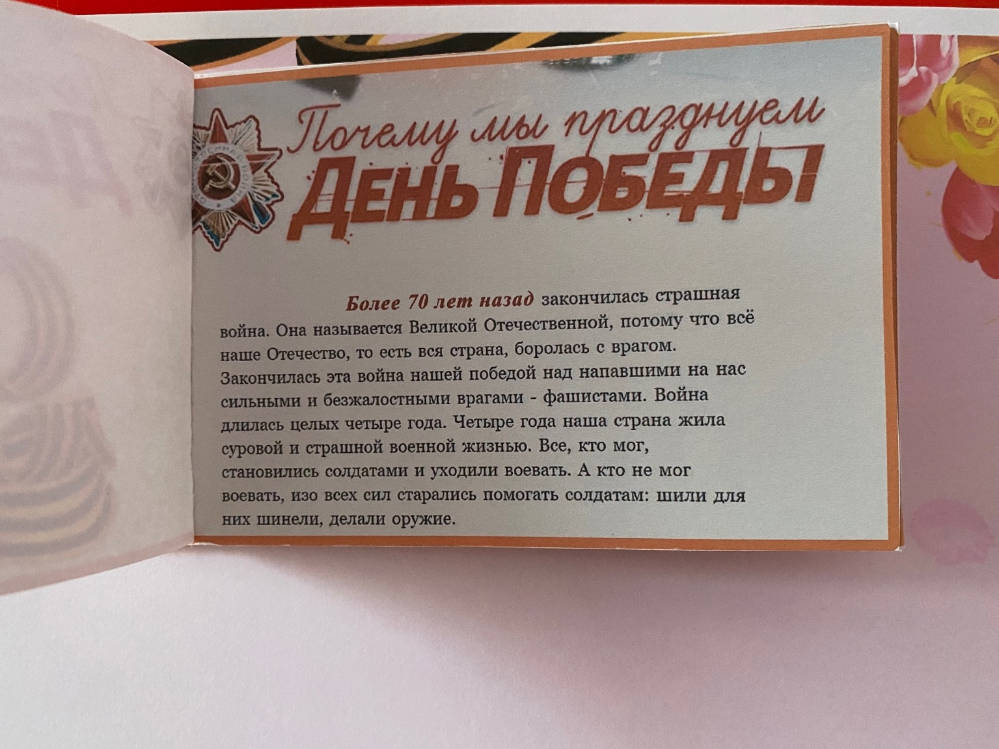 Почему мы празднуем
ДЕНЬ ПОБЕДЫ
Более 70 лет назад закончилась страшная
война. Она называется Великой Отечественной, потому что всё
наше Отечество, то есть вся страна, боролась с врагом.
Закончилась эта война нашей победой над напавшими на нас
сильными и безжалостными врагами - фашистами. Война
длилась целых четыре года. Четыре года наша страна жила
суровой и страшной военной жизнью. Все, кто мог,
становились солдатами и уходили воевать. А кто не мог
воевать, изо всех сил старались помогать солдатам: шили для
них шинели, делали оружие.